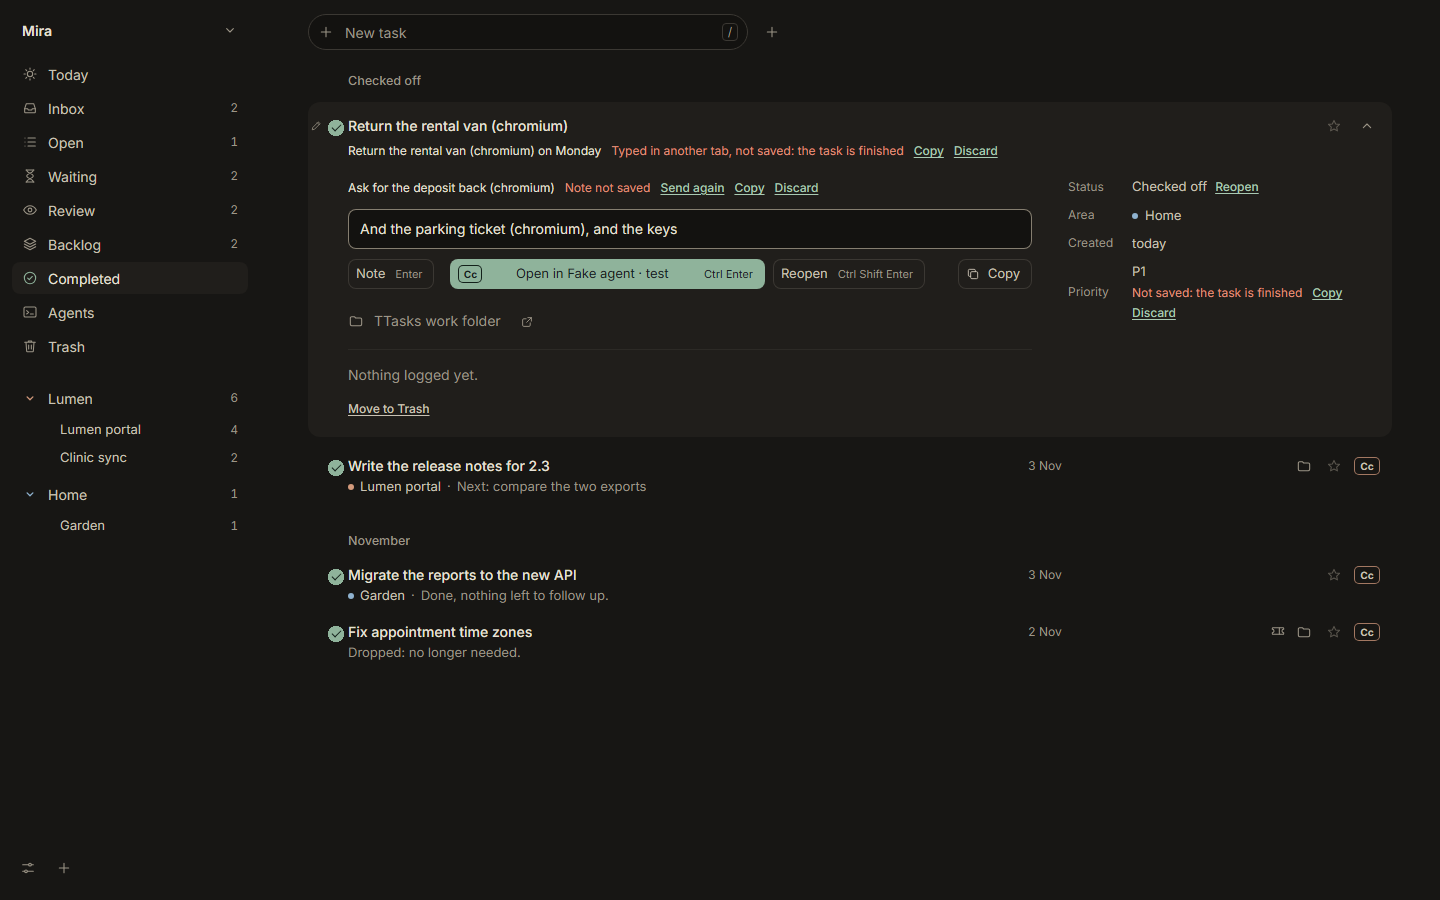 Mira
Today
Inbox 2
Open 1
Waiting 2
Review 2
Backlog 2
Completed
Agents
Trash
Lumen 6
Lumen portal 4
Clinic sync 2
Home 1
Garden 1
New task /
Checked off
Return the rental van (chromium)
Return the rental van (chromium) on Monday Typed in another tab, not saved: the task is finished Copy Discard
Ask for the deposit back (chromium) Note not saved Send again Copy Discard
And the parking ticket (chromium), and the keys
Note Enter Cc Open in Fake agent · test Ctrl Enter Reopen Ctrl Shift Enter Copy
TTasks work folder
Nothing logged yet.
Move to Trash
Status Checked off Reopen
Area Home
Created today
P1
Priority Not saved: the task is finished Copy
Discard
Write the release notes for 2.3 3 Nov Cc
Lumen portal · Next: compare the two exports
November
Migrate the reports to the new API 3 Nov Cc
Garden · Done, nothing left to follow up.
Fix appointment time zones 2 Nov Cc
Dropped: no longer needed.